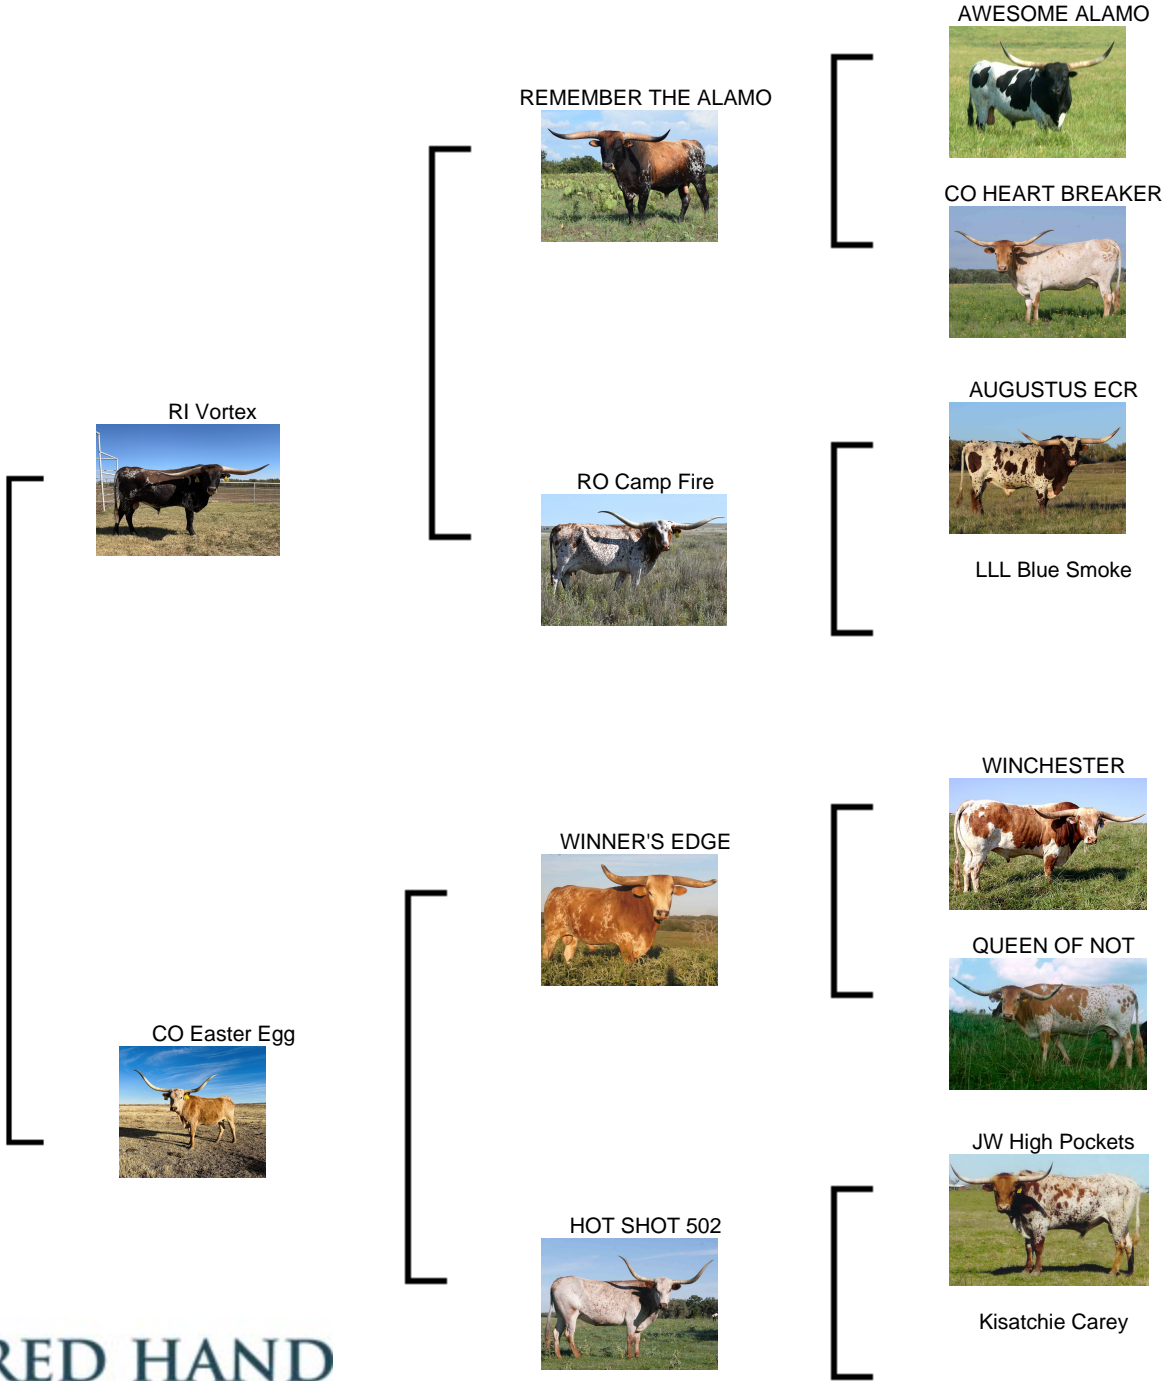 AWESOME ALAMO
REMEMBER THE ALAMO
CO HEART BREAKER
AUGUSTUS ECR
RI Vortex
RO Camp Fire
LLL Blue Smoke
WINCHESTER
WINNER'S EDGE
QUEEN OF NOT
CO Easter Egg
JW High Pockets
HOT SHOT 502
Kisatchie Carey
RED HAND